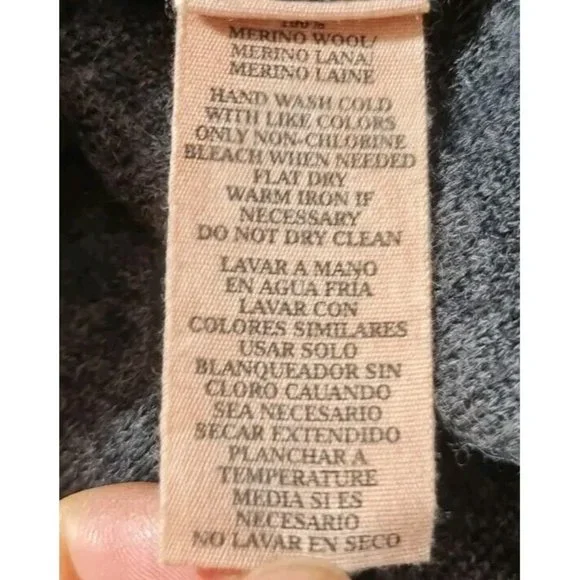 100%
MERINO WOOL/
MERINO LANA/
MERINO LAINE
HAND WASH COLD
WITH LIKE COLORS
ONLY NON-CHLORINE
BLEACH WHEN NEEDED
FLAT DRY
WARM IRON IF
NECESSARY
DO NOT DRY CLEAN
LAVAR A MANO
EN AGUA FRÍA
LAVAR CON
COLORES SIMILARES
USAR SOLO
BLANQUEADOR SIN
CLORO CAUANDO
SEA NECESARIO
SECAR EXTENDIDO
PLANCHAR A
TEMPERATURE
MEDIA SI ES
NECESARIO
NO LAVAR EN SECO